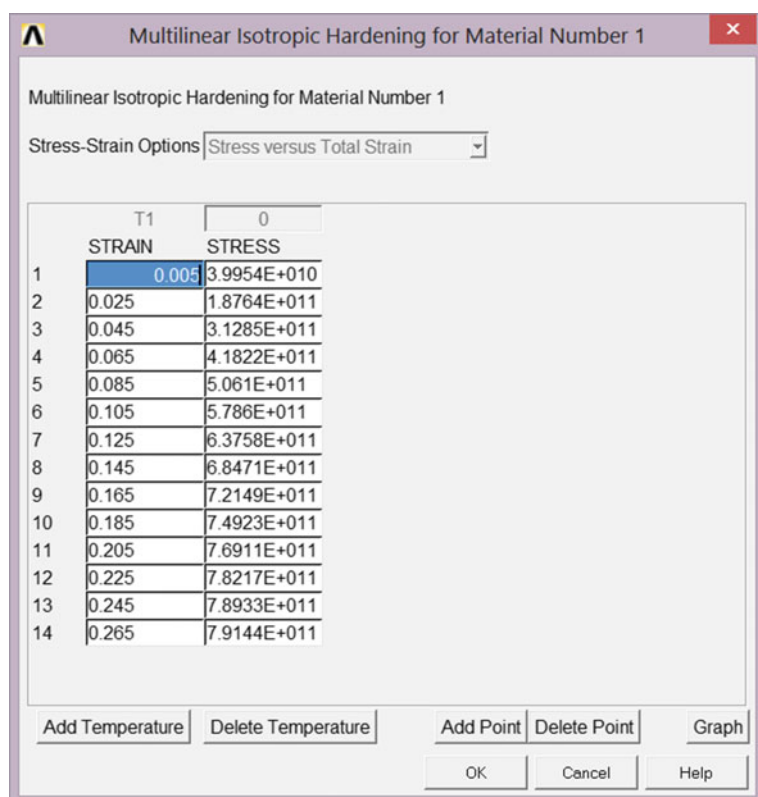 Multilinear Isotropic Hardening for Material Number 1
Multilinear Isotropic Hardening for Material Number 1
Stress-Strain Options Stress versus Total Strain
T1 0
STRAIN STRESS
1 0.005 3.9954E+010
2 0.025 1.8764E+011
3 0.045 3.1285E+011
4 0.065 4.1822E+011
5 0.085 5.061E+011
6 0.105 5.786E+011
7 0.125 6.3758E+011
8 0.145 6.8471E+011
9 0.165 7.2149E+011
10 0.185 7.4923E+011
11 0.205 7.6911E+011
12 0.225 7.8217E+011
13 0.245 7.8933E+011
14 0.265 7.9144E+011
Add Temperature Delete Temperature Add Point Delete Point Graph
OK Cancel Help